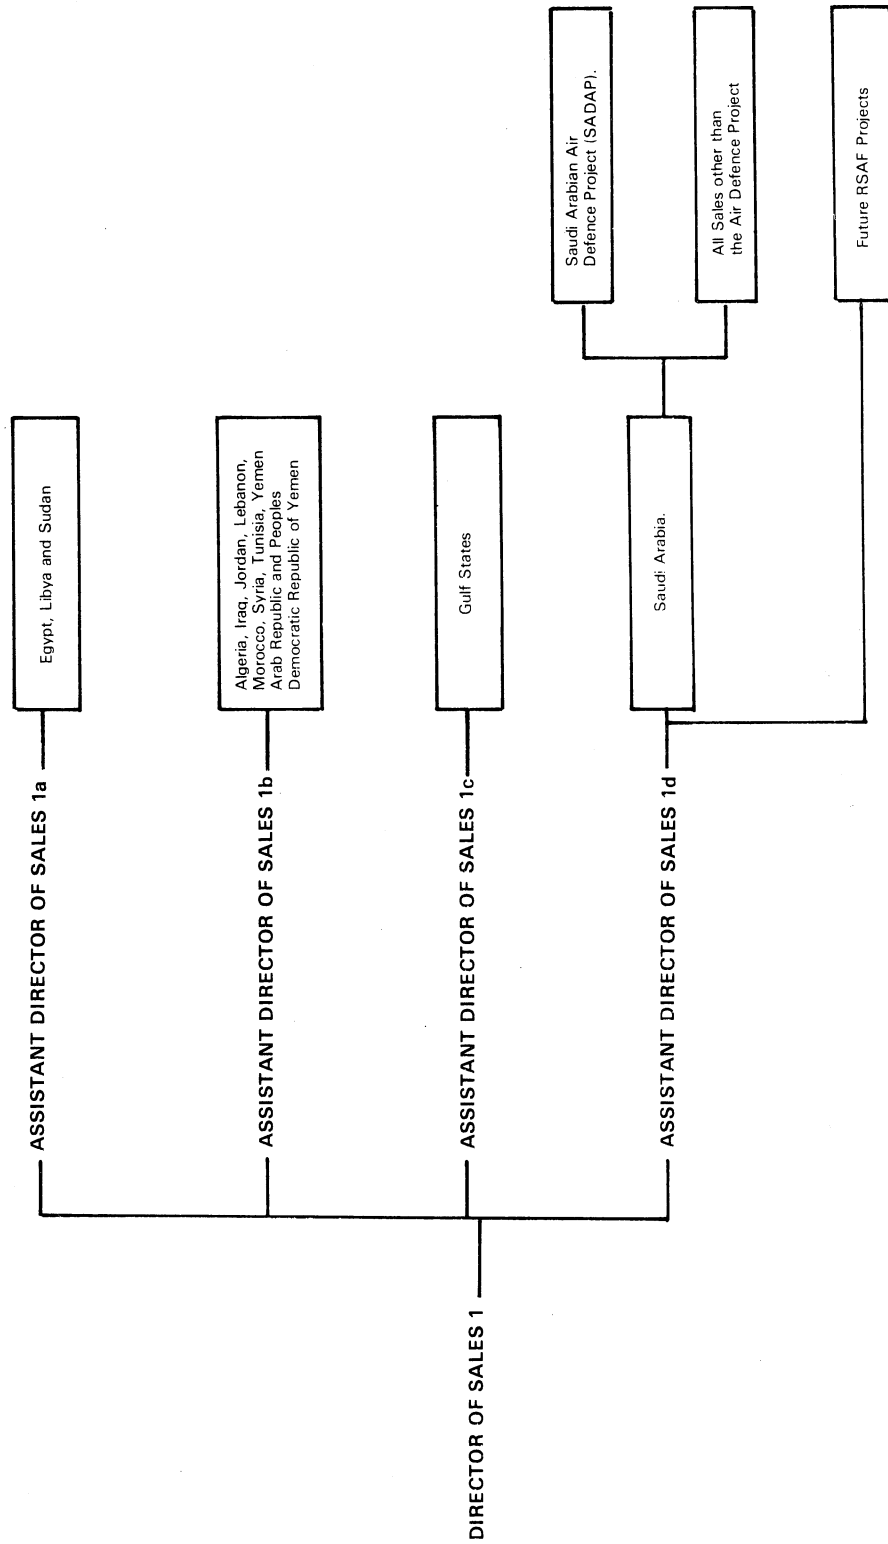 DIRECTOR OF SALES 1
ASSISTANT DIRECTOR OF SALES 1a
Egypt, Libya and Sudan
ASSISTANT DIRECTOR OF SALES 1b
Algeria, Iraq, Jordan, Lebanon,
Morocco, Syria, Tunisia, Yemen
Arab Republic and Peoples
Democratic Republic of Yemen
ASSISTANT DIRECTOR OF SALES 1c
Gulf States
ASSISTANT DIRECTOR OF SALES 1d
Saudi Arabia.
Saudi Arabian Air
Defence Project (SADAP).
All Sales other than
the Air Defence Project
Future RSAF Projects